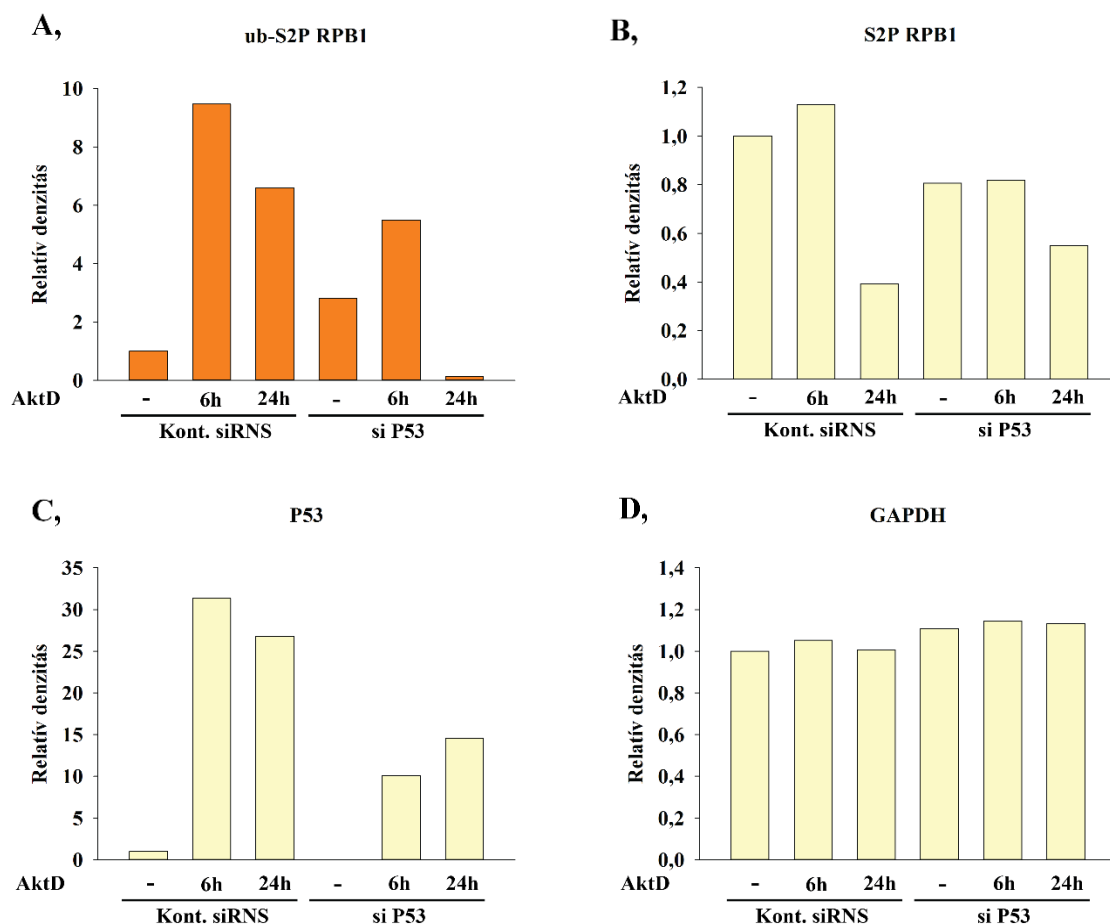 A,
ub-S2P RPB1
Relatív denzitás
10
8
6
4
2
0
AktD - 6h 24h - 6h 24h
Kont. siRNS si P53
B,
S2P RPB1
Relatív denzitás
1,2
1,0
0,8
0,6
0,4
0,2
0,0
AktD - 6h 24h - 6h 24h
Kont. siRNS si P53
C,
P53
Relatív denzitás
35
30
25
20
15
10
5
0
AktD - 6h 24h - 6h 24h
Kont. siRNS si P53
D,
GAPDH
Relatív denzitás
1,4
1,2
1,0
0,8
0,6
0,4
0,2
0,0
AktD - 6h 24h - 6h 24h
Kont. siRNS si P53